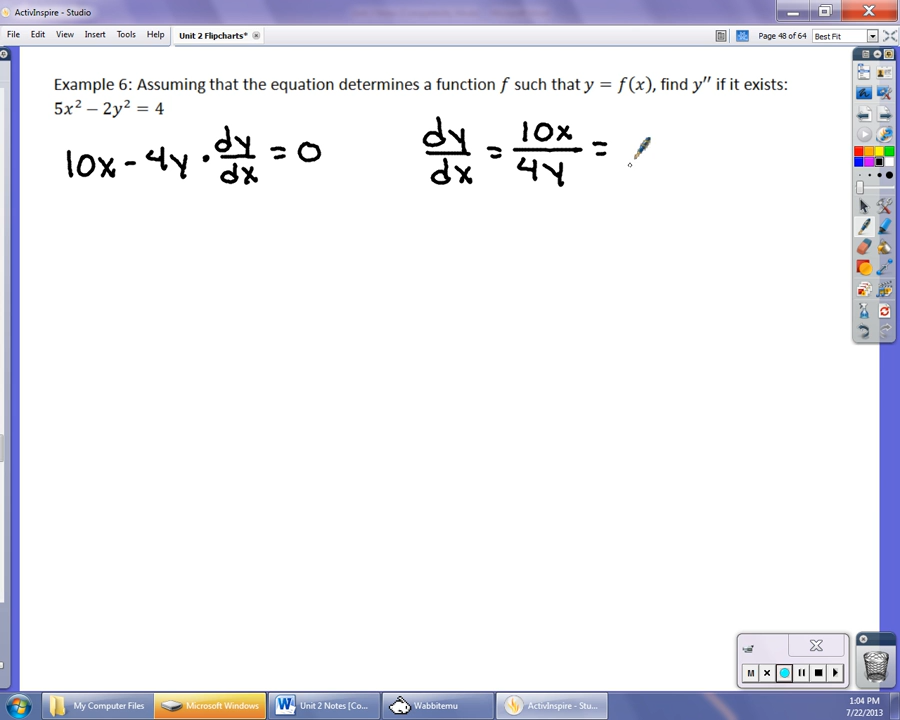 ActivInspire - Studio
File Edit View Insert Tools Help Unit 2 Flipcharts* Page 48 of 64 Best Fit
Example 6: Assuming that the equation determines a function f such that y = f(x), find y″ if it exists:
5x² − 2y² = 4
10x − 4y · dy/dx = 0
dy/dx = 10x/4y =
M
My Computer Files Microsoft Windows Unit 2 Notes [Co... Wabbitemu ActivInspire - Stu...
1:04 PM
7/22/2013